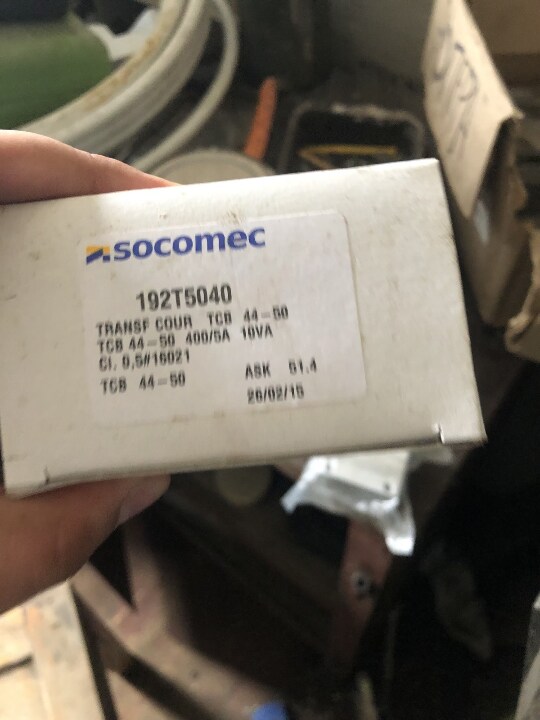 socomec
192T5040
TRANSF COUR TCB 44-50
TCB 44-50 400/5A 10VA
Cl. 0,5#16021
TCB 44-50 ASK 51.4
26/02/15